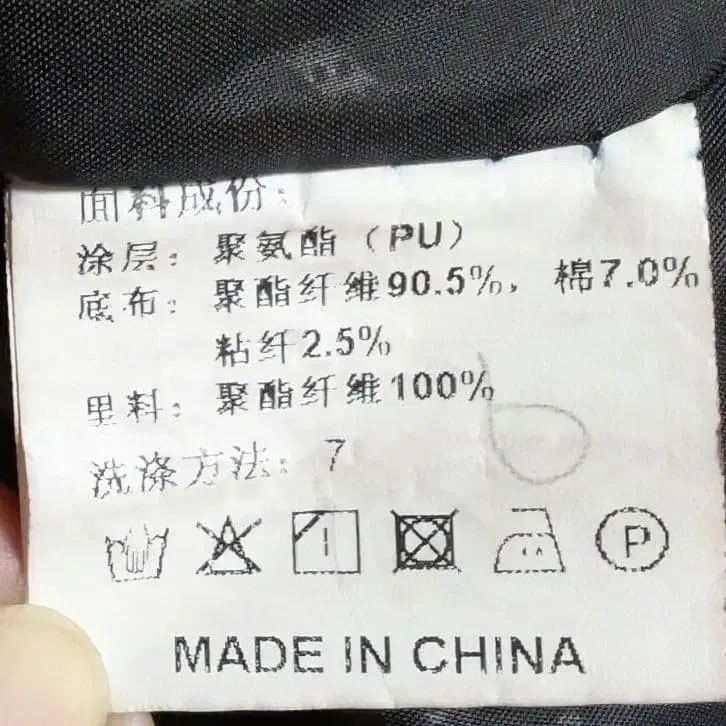 面料成份：
涂层：聚氨酯（PU）
底布：聚酯纤维90.5%，棉7.0%
粘纤2.5%
里料：聚酯纤维100%
洗涤方法：7
P
MADE IN CHINA